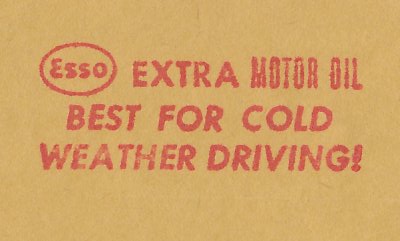 Esso EXTRA MOTOR OIL
BEST FOR COLD
WEATHER DRIVING!